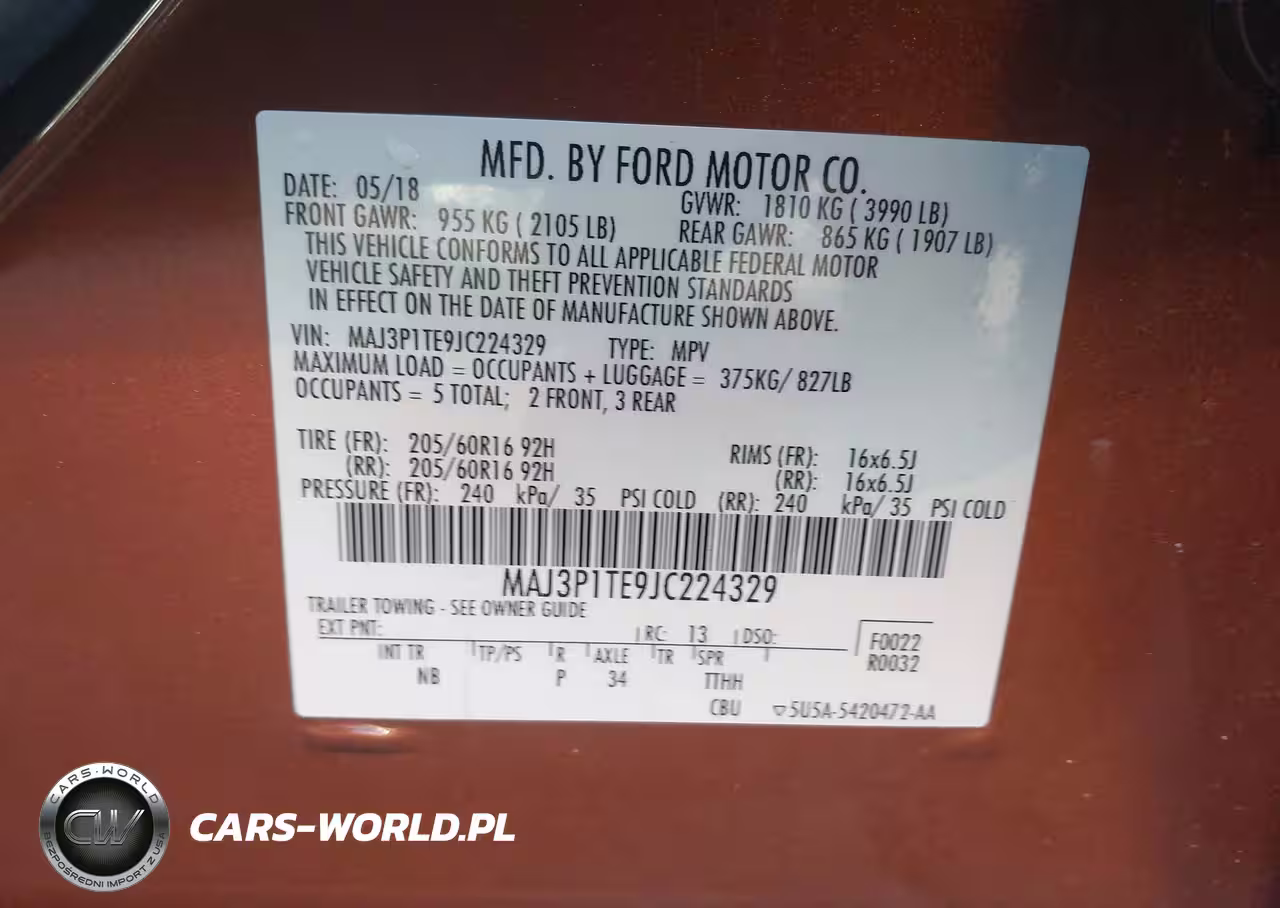 MFD. BY FORD MOTOR CO.
DATE: 05/18 GVWR: 1810 KG ( 3990 LB)
FRONT GAWR: 955 KG ( 2105 LB) REAR GAWR: 865 KG ( 1907 LB)
THIS VEHICLE CONFORMS TO ALL APPLICABLE FEDERAL MOTOR
VEHICLE SAFETY AND THEFT PREVENTION STANDARDS
IN EFFECT ON THE DATE OF MANUFACTURE SHOWN ABOVE.
VIN: MAJ3P1TE9JC224329 TYPE: MPV
MAXIMUM LOAD = OCCUPANTS + LUGGAGE = 375KG/ 827LB
OCCUPANTS = 5 TOTAL; 2 FRONT, 3 REAR
TIRE (FR): 205/60R16 92H RIMS (FR): 16x6.5J
(RR): 205/60R16 92H (RR): 16x6.5J
PRESSURE (FR): 240 kPa/ 35 PSI COLD (RR): 240 kPa/ 35 PSI COLD
MAJ3P1TE9JC224329
TRAILER TOWING - SEE OWNER GUIDE
EXT PNT: RC: 13 DSO: F0022
INT TR TP/PS R AXLE TR SPR R0032
NB P 34 TTHH
CBU ▽5U5A-5420472-AA
CARS-WORLD
CW
BEZPOŚREDNI IMPORT Z USA
CARS-WORLD.PL